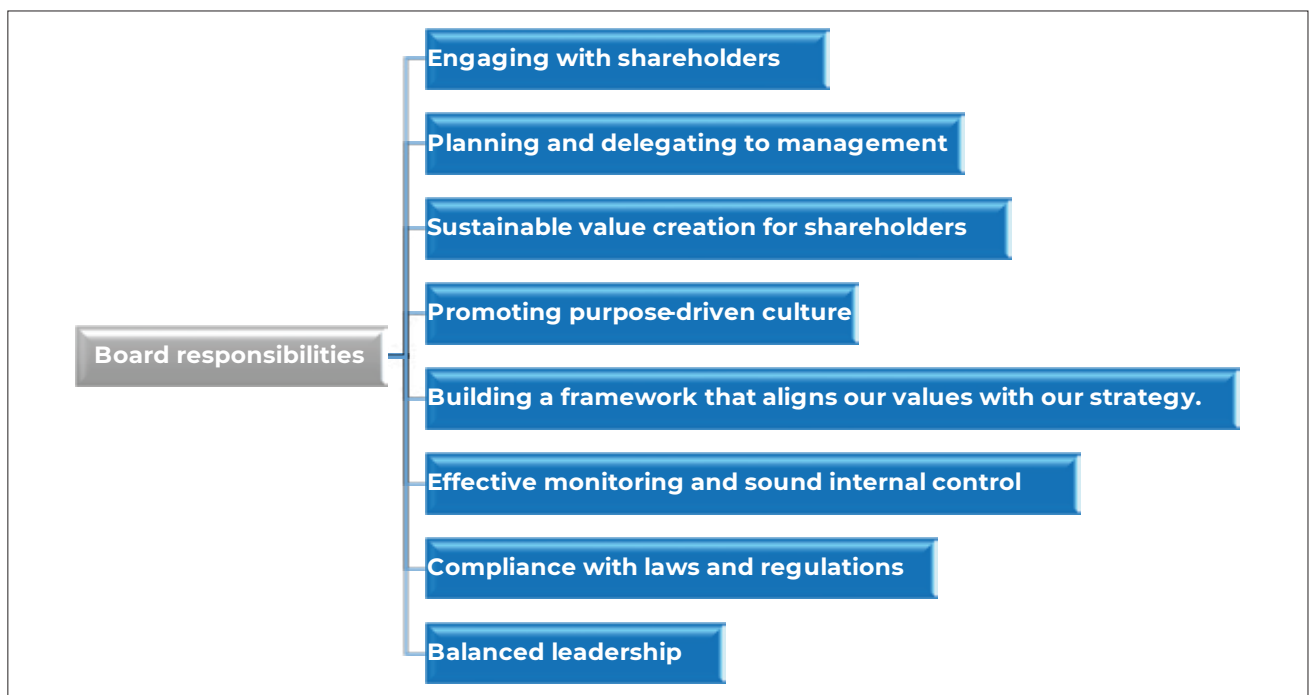 Engaging with shareholders
Planning and delegating to management
Sustainable value creation for shareholders
Promoting purpose-driven culture
Board responsibilities
Building a framework that aligns our values with our strategy.
Effective monitoring and sound internal control
Compliance with laws and regulations
Balanced leadership